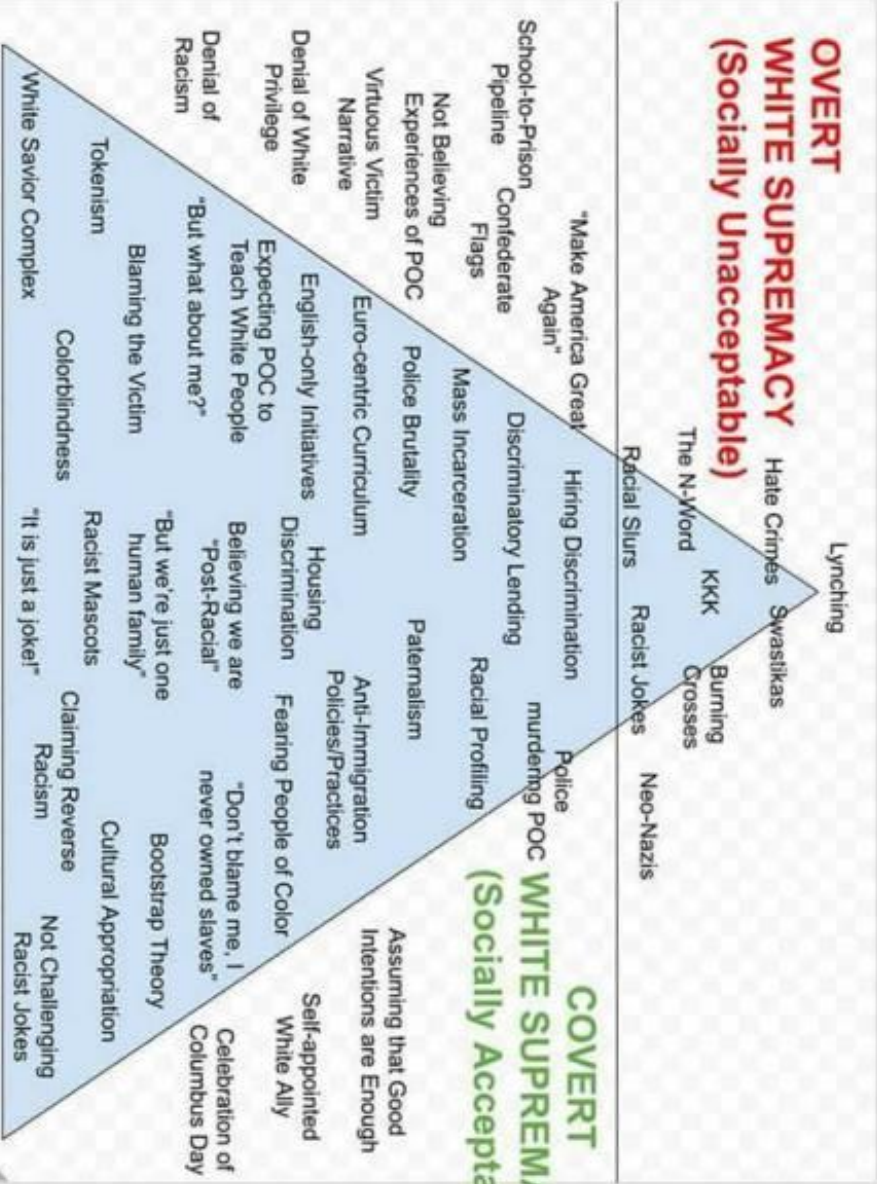 OVERT
WHITE SUPREMACY
(Socially Unacceptable)
Lynching
Hate Crimes
Swastikas
The N-Word
KKK
Burning
Crosses
Racial Slurs
Racist Jokes
Neo-Nazis
COVERT
WHITE SUPREMA
(Socially Accepta
"Make America Great
Again"
Hiring Discrimination
Police
murdering POC
School-to-Prison
Pipeline
Confederate
Flags
Discriminatory Lending
Mass Incarceration
Racial Profiling
Not Believing
Experiences of POC
Police Brutality
Paternalism
Assuming that Good
Intentions are Enough
Virtuous Victim
Narrative
Euro-centric Curriculum
Anti-Immigration
Policies/Practices
Denial of White
Privilege
English-only Initiatives
Housing
Discrimination
Fearing People of Color
Self-appointed
White Ally
Expecting POC to
Teach White People
Believing we are
"Post-Racial"
"Don't blame me, I
never owned slaves"
Celebration of
Columbus Day
Denial of
Racism
"But what about me?"
"But we're just one
human family"
Bootstrap Theory
Tokenism
Blaming the Victim
Racist Mascots
Cultural Appropriation
Colorblindness
Claiming Reverse
Racism
White Savior Complex
"It is just a joke!"
Not Challenging
Racist Jokes